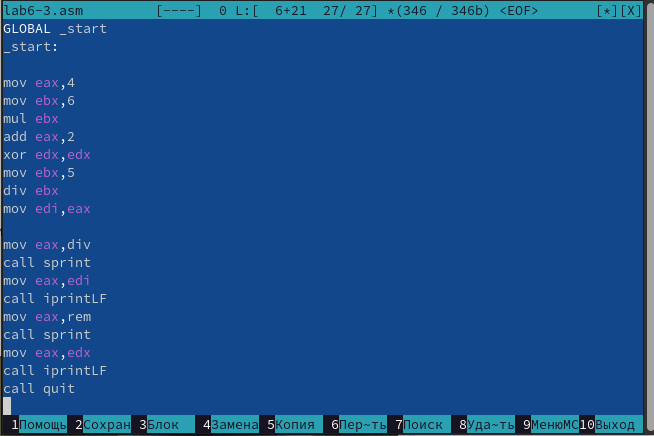 lab6-3.asm [----] 0 L:[ 6+21 27/ 27] *(346 / 346b) <EOF> [*][X]
GLOBAL _start
_start:
mov eax,4
mov ebx,6
mul ebx
add eax,2
xor edx,edx
mov ebx,5
div ebx
mov edi,eax
mov eax,div
call sprint
mov eax,edi
call iprintLF
mov eax,rem
call sprint
mov eax,edx
call iprintLF
call quit
1Помощь 2Сохран 3Блок 4Замена 5Копия 6Пер~ть 7Поиск 8Уда~ть 9МенюMC 10Выход